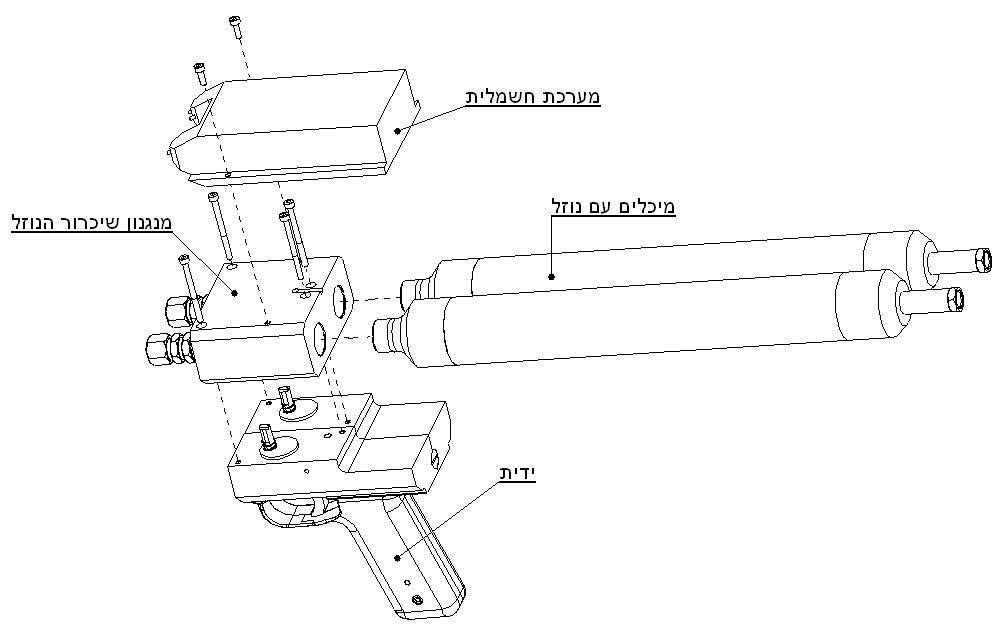 מערכת חשמלית
מיכלים עם נוזל
מנגנון שיכרור הנוזל
ידית